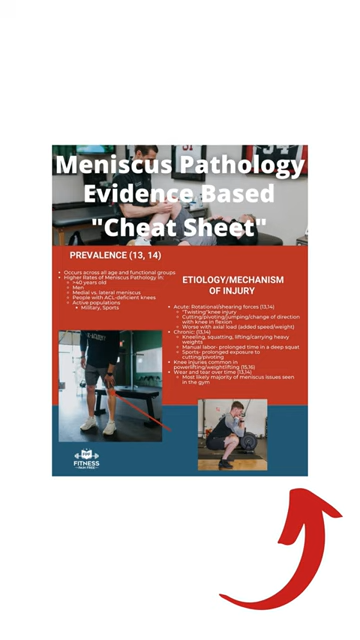 Meniscus Pathology
Evidence Based
"Cheat Sheet"
PREVALENCE (13, 14)
Occurs across all age and functional groups
Higher Rates of Meniscus Pathology in:
>40 years old
Men
Medial vs. lateral meniscus
People with ACL-deficient knees
Active populations
Military, Sports
ETIOLOGY/MECHANISM
OF INJURY
Acute: Rotational/shearing forces (13,14)
"Twisting" knee injury
Cutting/pivoting/jumping/change of direction
with knee in flexion
Worse with axial load (added speed/weight)
Chronic: (13,14)
Kneeling, squatting, lifting/carrying heavy
weights
Manual labor- prolonged time in a deep squat
Sports- prolonged exposure to
cutting/pivoting
Knee injuries common in
powerlifting/weightlifting (15,16)
Wear and tear over time (13,14)
Most likely majority of meniscus issues seen
in the gym
FITNESS
PAIN FREE